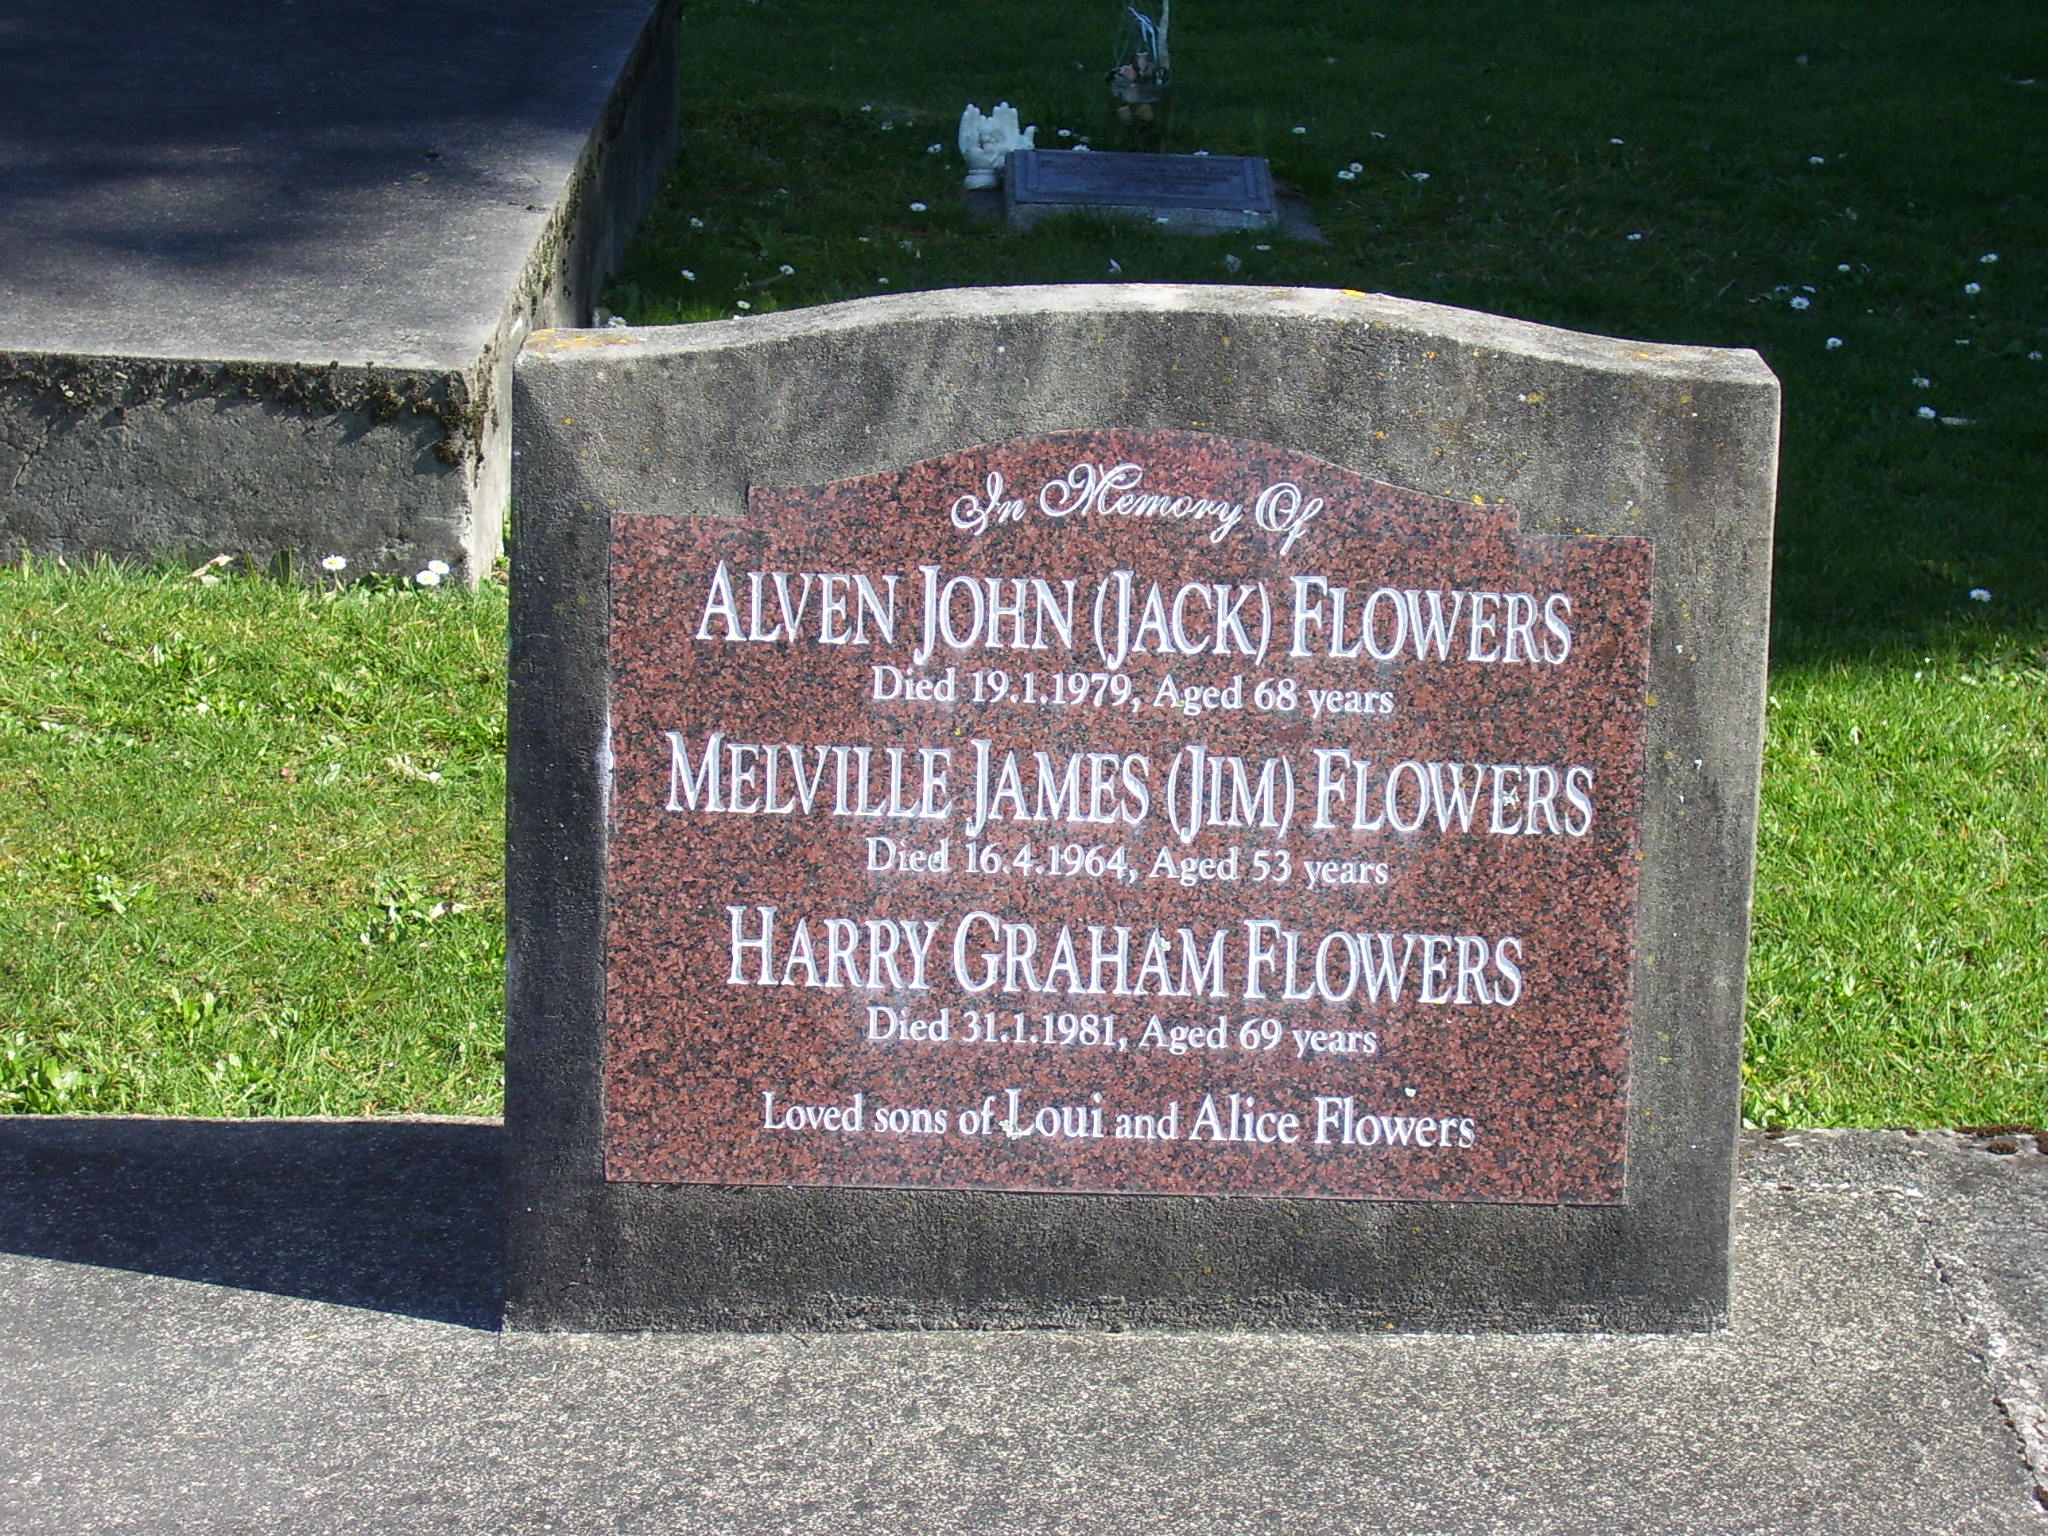 In Memory Of
ALVEN JOHN (JACK) FLOWERS
Died 19.1.1979, Aged 68 years
MELVILLE JAMES (JIM) FLOWERS
Died 16.4.1964, Aged 53 years
HARRY GRAHAM FLOWERS
Died 31.1.1981, Aged 69 years
Loved sons of Loui and Alice Flowers